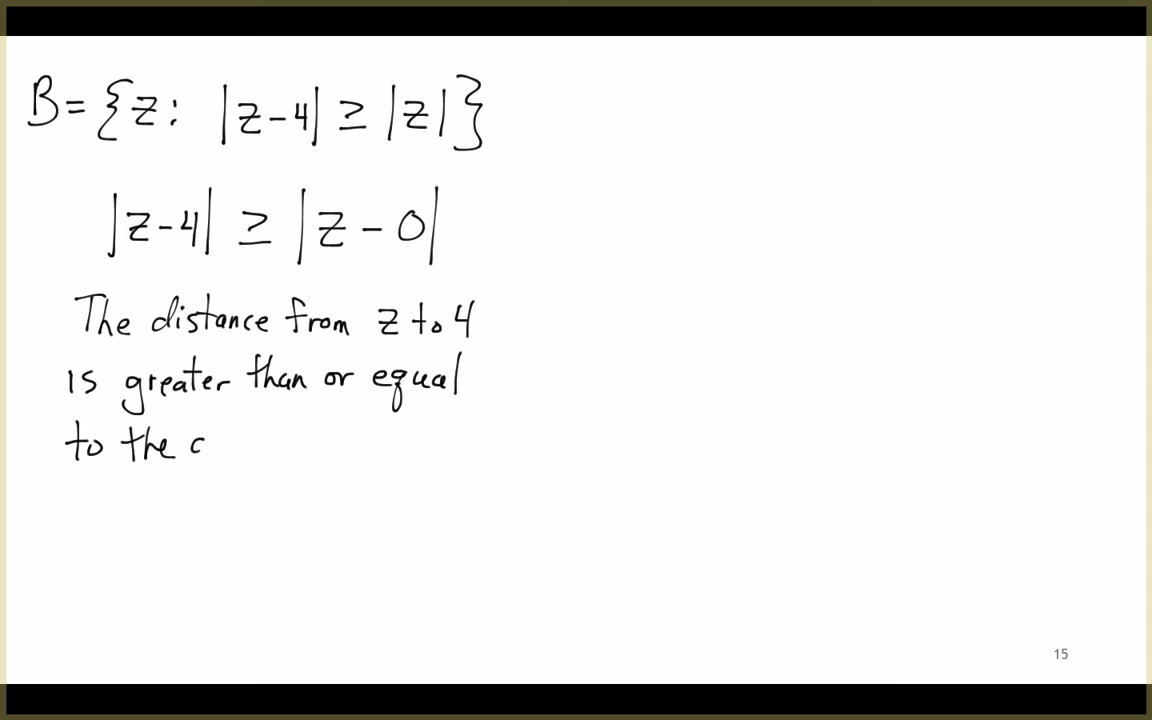 B = {z: |z-4| ≥ |z|}
|z-4| ≥ |z-0|
The distance from z to 4
is greater than or equal
to the
15